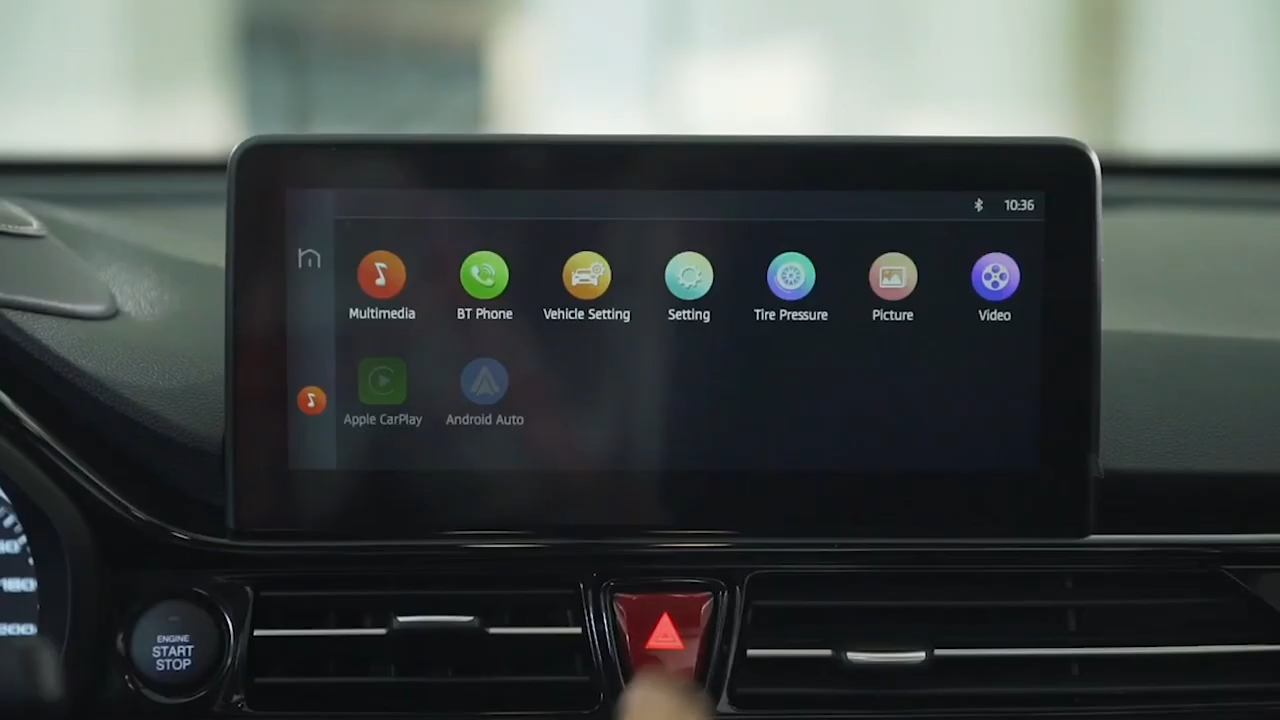 10:36
Multimedia
BT Phone
Vehicle Setting
Setting
Tire Pressure
Picture
Video
Apple CarPlay
Android Auto
ENGINE
START
STOP